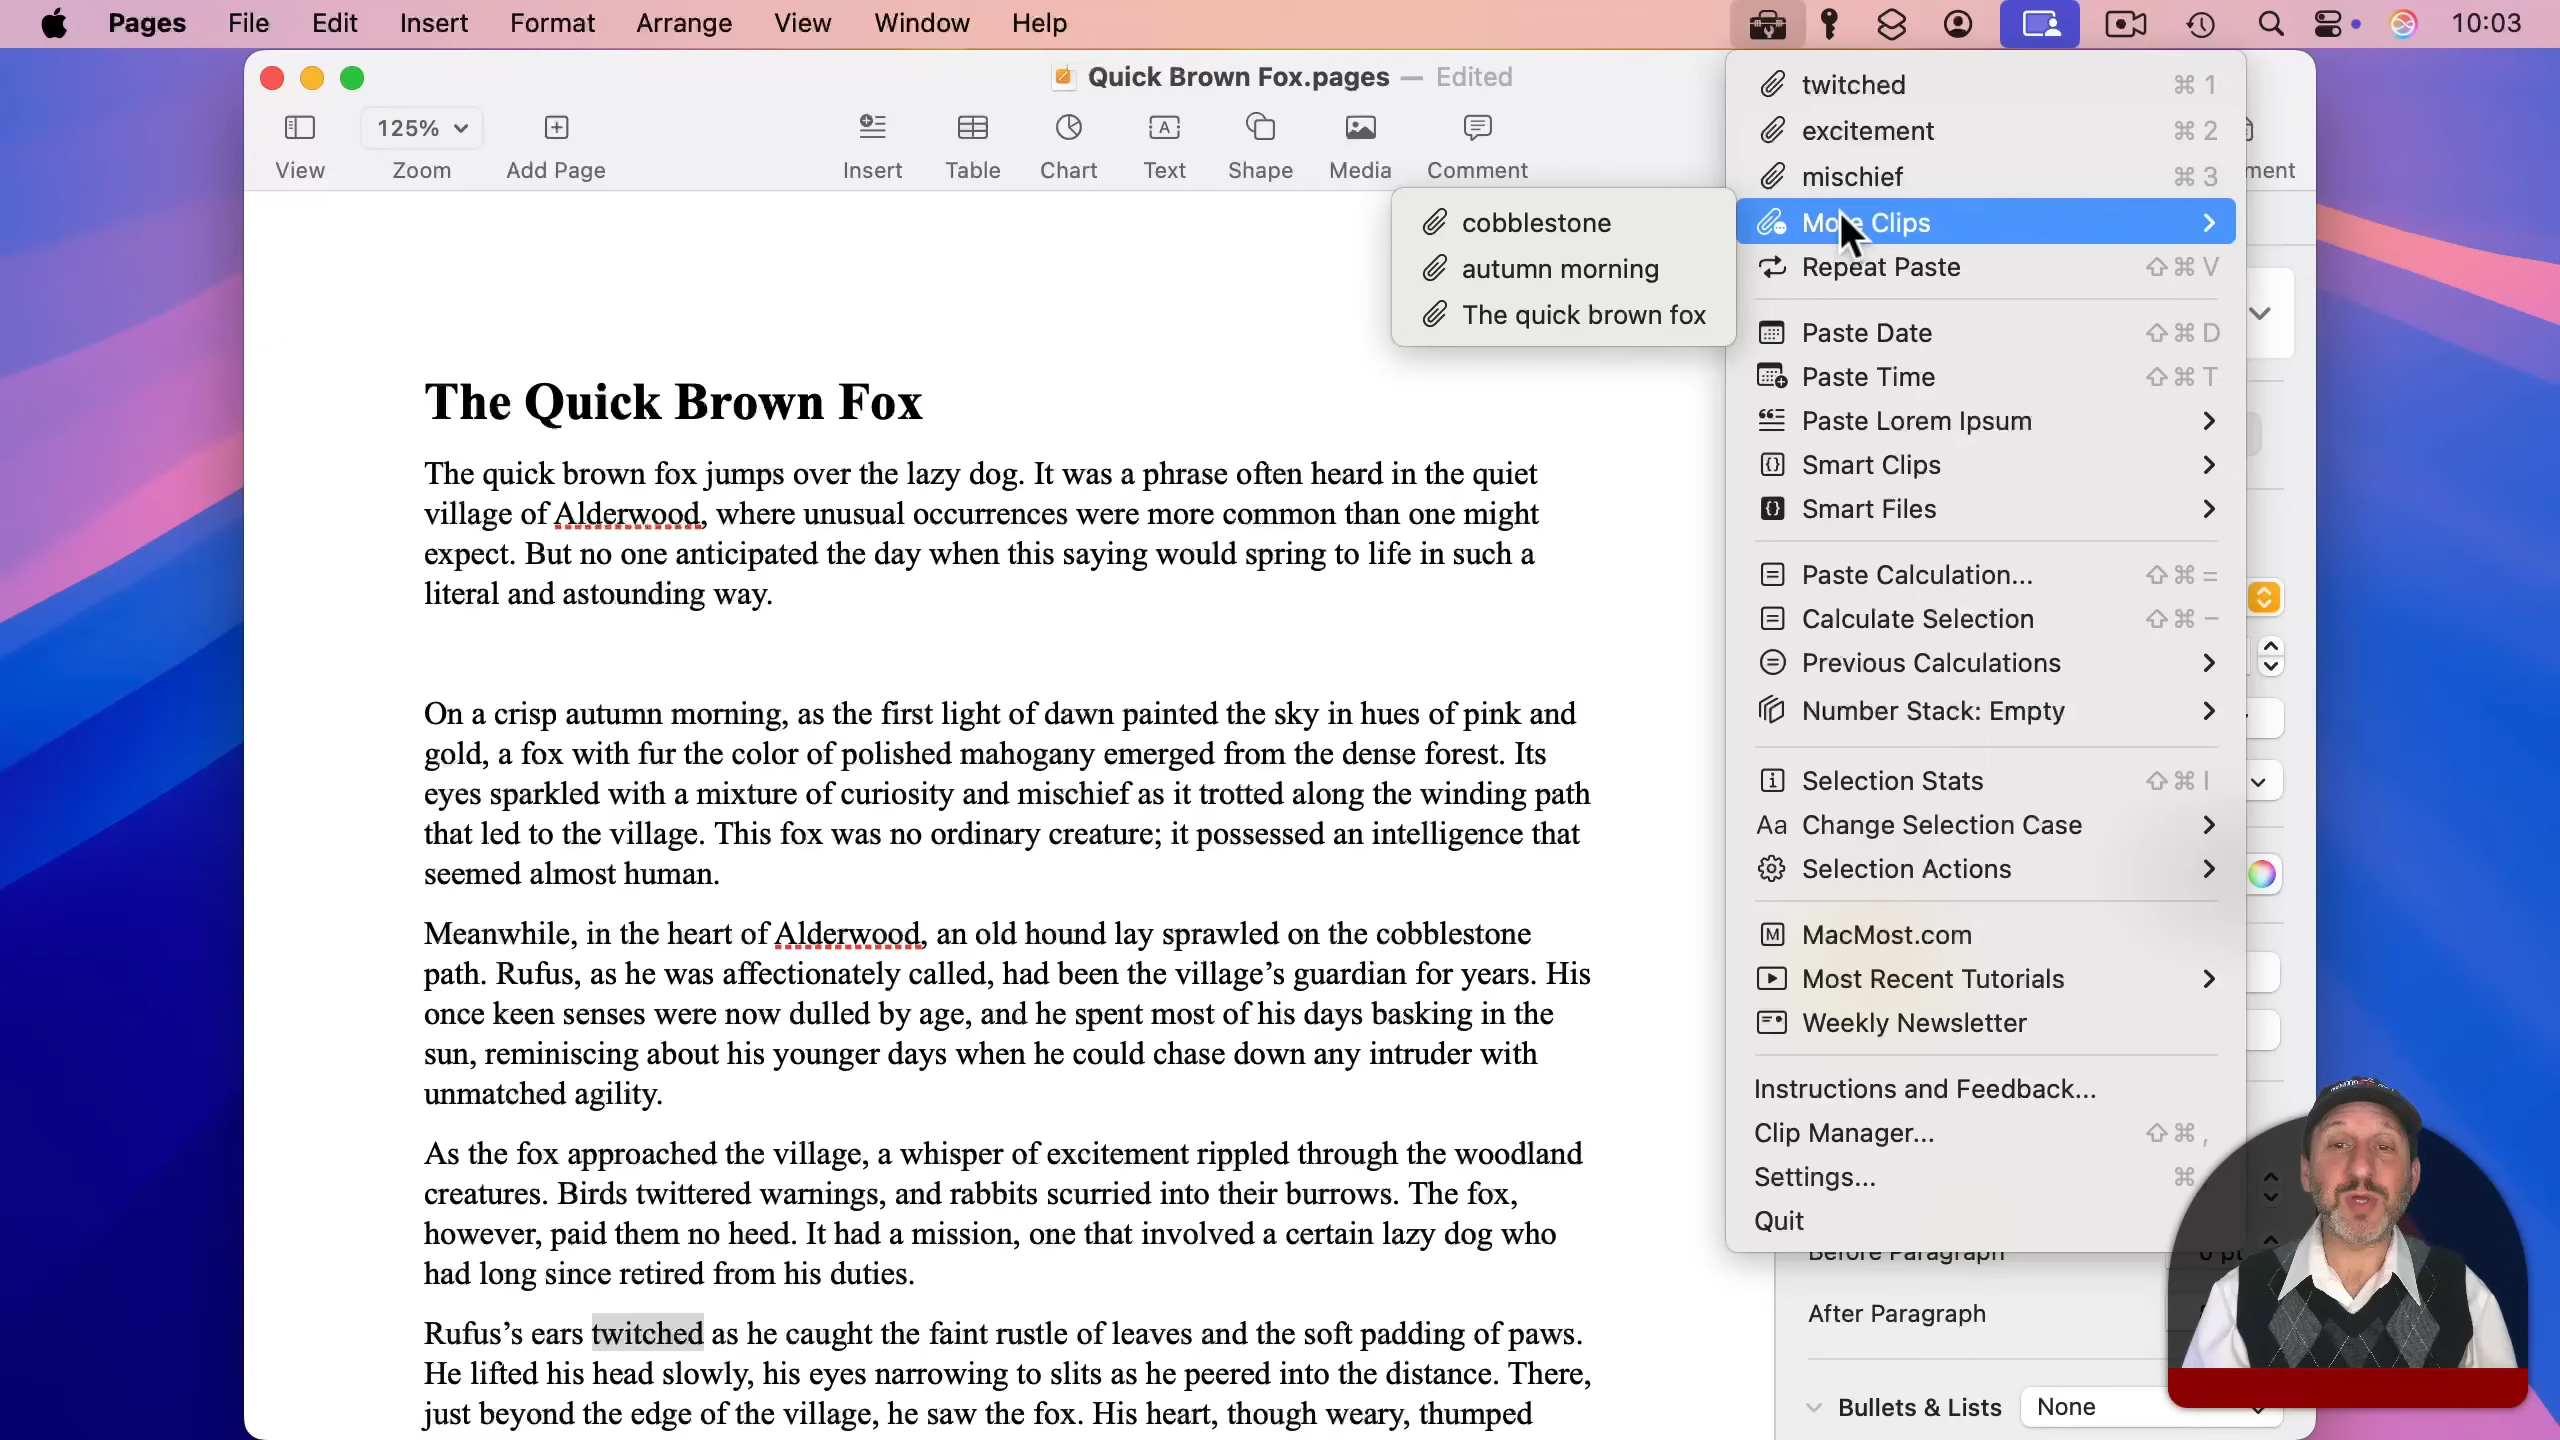 Pages File Edit Insert Format Arrange View Window Help 10:03
Quick Brown Fox.pages — Edited
125%
View Zoom Add Page Insert Table Chart Text Shape Media Comment
twitched ⌘ 1
excitement ⌘ 2
mischief ⌘ 3
More Clips
Repeat Paste ⇧ ⌘ V
Paste Date ⇧ ⌘ D
Paste Time ⇧ ⌘ T
Paste Lorem Ipsum
Smart Clips
Smart Files
Paste Calculation... ⇧ ⌘ =
Calculate Selection ⇧ ⌘ −
Previous Calculations
Number Stack: Empty
Selection Stats ⇧ ⌘ I
Aa Change Selection Case
Selection Actions
MacMost.com
Most Recent Tutorials
Weekly Newsletter
Instructions and Feedback...
Clip Manager... ⇧ ⌘ ,
Settings... ⌘
Quit
cobblestone
autumn morning
The quick brown fox
The Quick Brown Fox
The quick brown fox jumps over the lazy dog. It was a phrase often heard in the quiet
village of Alderwood, where unusual occurrences were more common than one might
expect. But no one anticipated the day when this saying would spring to life in such a
literal and astounding way.
On a crisp autumn morning, as the first light of dawn painted the sky in hues of pink and
gold, a fox with fur the color of polished mahogany emerged from the dense forest. Its
eyes sparkled with a mixture of curiosity and mischief as it trotted along the winding path
that led to the village. This fox was no ordinary creature; it possessed an intelligence that
seemed almost human.
Meanwhile, in the heart of Alderwood, an old hound lay sprawled on the cobblestone
path. Rufus, as he was affectionately called, had been the village’s guardian for years. His
once keen senses were now dulled by age, and he spent most of his days basking in the
sun, reminiscing about his younger days when he could chase down any intruder with
unmatched agility.
As the fox approached the village, a whisper of excitement rippled through the woodland
creatures. Birds twittered warnings, and rabbits scurried into their burrows. The fox,
however, paid them no heed. It had a mission, one that involved a certain lazy dog who
had long since retired from his duties.
Rufus’s ears twitched as he caught the faint rustle of leaves and the soft padding of paws.
He lifted his head slowly, his eyes narrowing to slits as he peered into the distance. There,
just beyond the edge of the village, he saw the fox. His heart, though weary, thumped
ment
Before Paragraph
After Paragraph
Bullets & Lists None